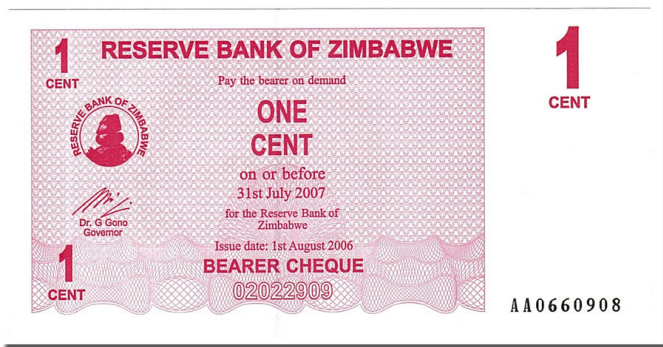 1
CENT
RESERVE BANK OF ZIMBABWE
Pay the bearer on demand
ONE
CENT
on or before
31st July 2007
for the Reserve Bank of
Zimbabwe
Issue date: 1st August 2006
BEARER CHEQUE
02022909
RESERVE BANK OF ZIMBABWE
Dr. G Gono
Governor
1
CENT
1
CENT
AA0660908